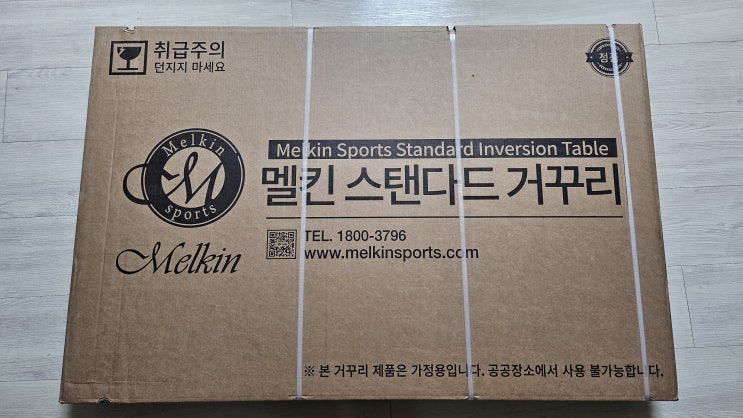 취급주의
던지지 마세요
정품
Melkin
M
sports
Melkin
Melkin Sports Standard Inversion Table
멜킨 스탠다드 거꾸리
TEL. 1800-3796
www.melkinsports.com
※ 본 거꾸리 제품은 가정용입니다. 공공장소에서 사용 불가능합니다.